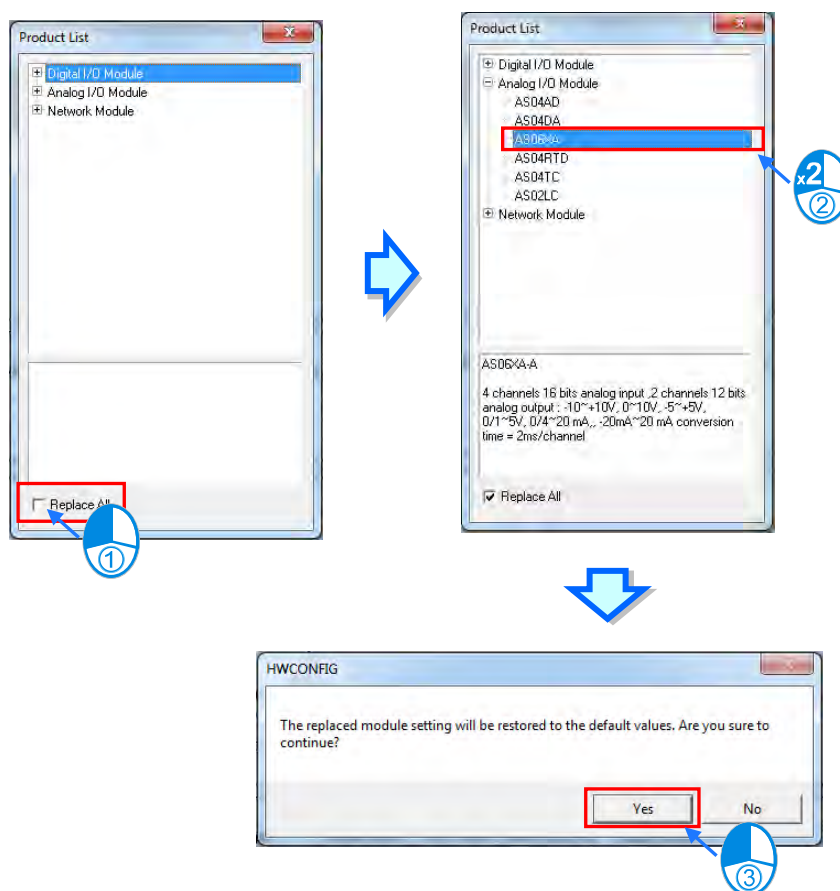 Product List
Digital I/O Module
Analog I/O Module
Network Module
Replace All
①
Product List
Digital I/O Module
Analog I/O Module
AS04AD
AS04DA
AS06XA
AS04RTD
AS04TC
AS02LC
Network Module
AS06XA-A
4 channels 16 bits analog input ,2 channels 12 bits
analog output : -10~+10V, 0~10V, -5~+5V,
0/1~5V, 0/4~20 mA,, -20mA~20 mA conversion
time = 2ms/channel
Replace All
x2
②
HWCONFIG
The replaced module setting will be restored to the default values. Are you sure to
continue?
Yes
No
③